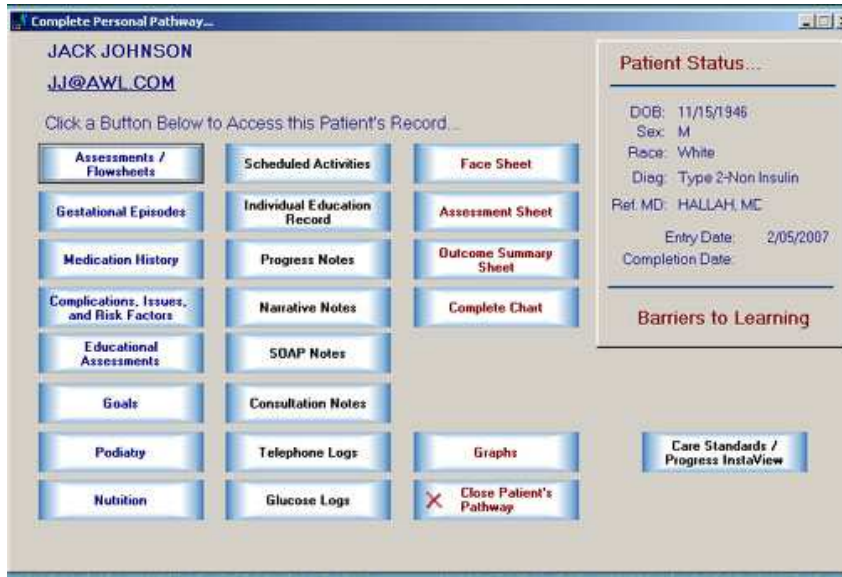 Complete Personal Pathway...
JACK JOHNSON
JJ@AWL.COM
Click a Button Below to Access this Patient's Record...
Assessments /
Flowsheets
Gestational Episodes
Medication History
Complications, Issues,
and Risk Factors
Educational
Assessments
Goals
Podiatry
Nutrition
Scheduled Activities
Individual Education
Record
Progress Notes
Narrative Notes
SOAP Notes
Consultation Notes
Telephone Logs
Glucose Logs
Face Sheet
Assessment Sheet
Outcome Summary
Sheet
Complete Chart
Graphs
Close Patient's
Pathway
Patient Status...
DOB: 11/15/1946
Sex: M
Race: White
Diag: Type 2-Non Insulin
Ref. MD: HALLAH, MD
Entry Date: 2/05/2007
Completion Date:
Barriers to Learning
Care Standards /
Progress InstaView